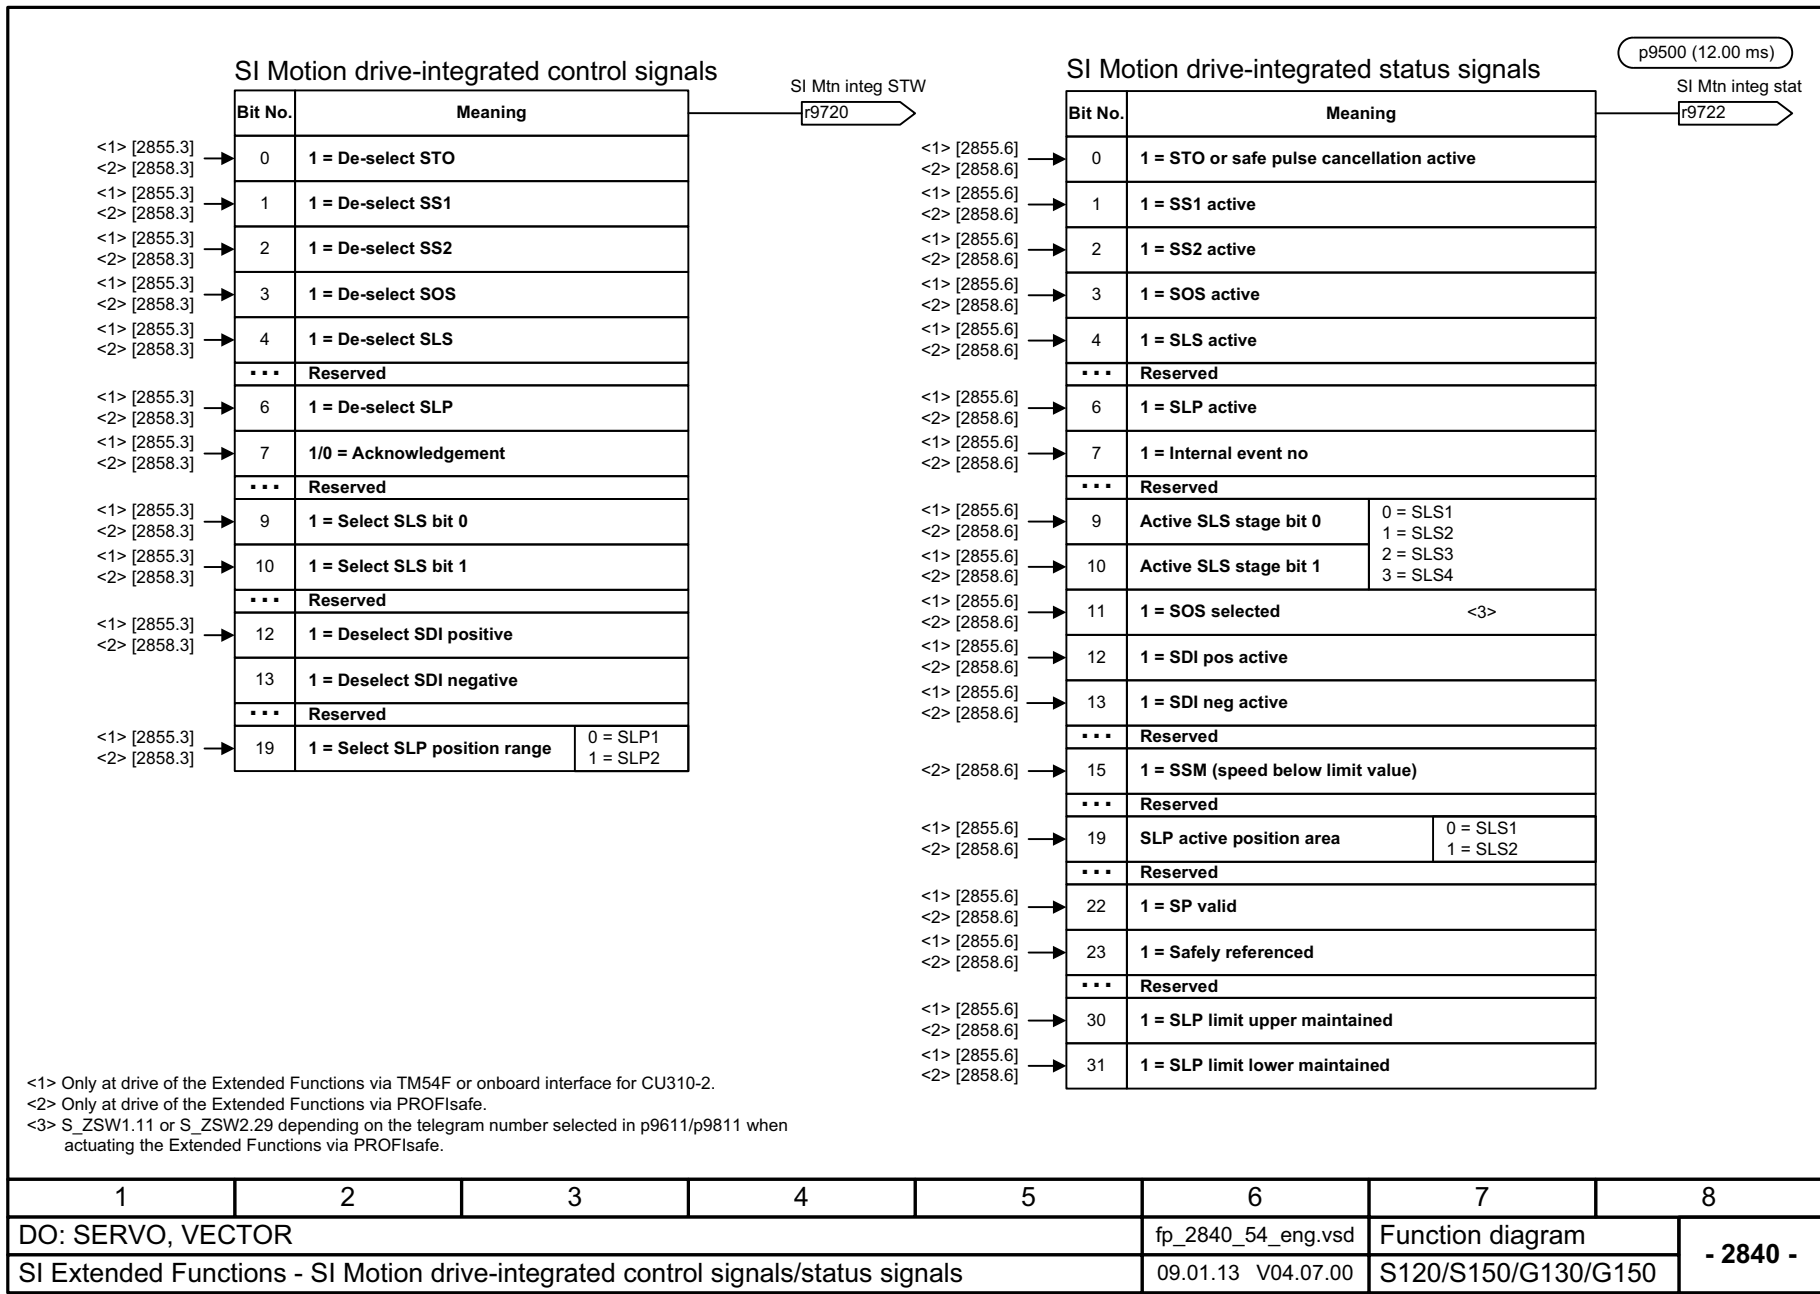 p9500 (12.00 ms)
SI Motion drive-integrated control signals
SI Mtn integ STW
r9720
Bit No. Meaning
<1> [2855.3]
<2> [2858.3]
0 1 = De-select STO
<1> [2855.3]
<2> [2858.3]
1 1 = De-select SS1
<1> [2855.3]
<2> [2858.3]
2 1 = De-select SS2
<1> [2855.3]
<2> [2858.3]
3 1 = De-select SOS
<1> [2855.3]
<2> [2858.3]
4 1 = De-select SLS
··· Reserved
<1> [2855.3]
<2> [2858.3]
6 1 = De-select SLP
<1> [2855.3]
<2> [2858.3]
7 1/0 = Acknowledgement
··· Reserved
<1> [2855.3]
<2> [2858.3]
9 1 = Select SLS bit 0
<1> [2855.3]
<2> [2858.3]
10 1 = Select SLS bit 1
··· Reserved
<1> [2855.3]
<2> [2858.3]
12 1 = Deselect SDI positive
13 1 = Deselect SDI negative
··· Reserved
<1> [2855.3]
<2> [2858.3]
19 1 = Select SLP position range
0 = SLP1
1 = SLP2
SI Motion drive-integrated status signals
SI Mtn integ stat
r9722
Bit No. Meaning
<1> [2855.6]
<2> [2858.6]
0 1 = STO or safe pulse cancellation active
<1> [2855.6]
<2> [2858.6]
1 1 = SS1 active
<1> [2855.6]
<2> [2858.6]
2 1 = SS2 active
<1> [2855.6]
<2> [2858.6]
3 1 = SOS active
<1> [2855.6]
<2> [2858.6]
4 1 = SLS active
··· Reserved
<1> [2855.6]
<2> [2858.6]
6 1 = SLP active
<1> [2855.6]
<2> [2858.6]
7 1 = Internal event no
··· Reserved
<1> [2855.6]
<2> [2858.6]
9 Active SLS stage bit 0
<1> [2855.6]
<2> [2858.6]
10 Active SLS stage bit 1
0 = SLS1
1 = SLS2
2 = SLS3
3 = SLS4
<1> [2855.6]
<2> [2858.6]
11 1 = SOS selected <3>
<1> [2855.6]
<2> [2858.6]
12 1 = SDI pos active
<1> [2855.6]
<2> [2858.6]
13 1 = SDI neg active
··· Reserved
<2> [2858.6]
15 1 = SSM (speed below limit value)
··· Reserved
<1> [2855.6]
<2> [2858.6]
19 SLP active position area
0 = SLS1
1 = SLS2
··· Reserved
<1> [2855.6]
<2> [2858.6]
22 1 = SP valid
<1> [2855.6]
<2> [2858.6]
23 1 = Safely referenced
··· Reserved
<1> [2855.6]
<2> [2858.6]
30 1 = SLP limit upper maintained
<1> [2855.6]
<2> [2858.6]
31 1 = SLP limit lower maintained
<1> Only at drive of the Extended Functions via TM54F or onboard interface for CU310-2.
<2> Only at drive of the Extended Functions via PROFIsafe.
<3> S_ZSW1.11 or S_ZSW2.29 depending on the telegram number selected in p9611/p9811 when
actuating the Extended Functions via PROFIsafe.
1 2 3 4 5 6 7 8
DO: SERVO, VECTOR
fp_2840_54_eng.vsd
Function diagram
- 2840 -
SI Extended Functions - SI Motion drive-integrated control signals/status signals
09.01.13 V04.07.00
S120/S150/G130/G150